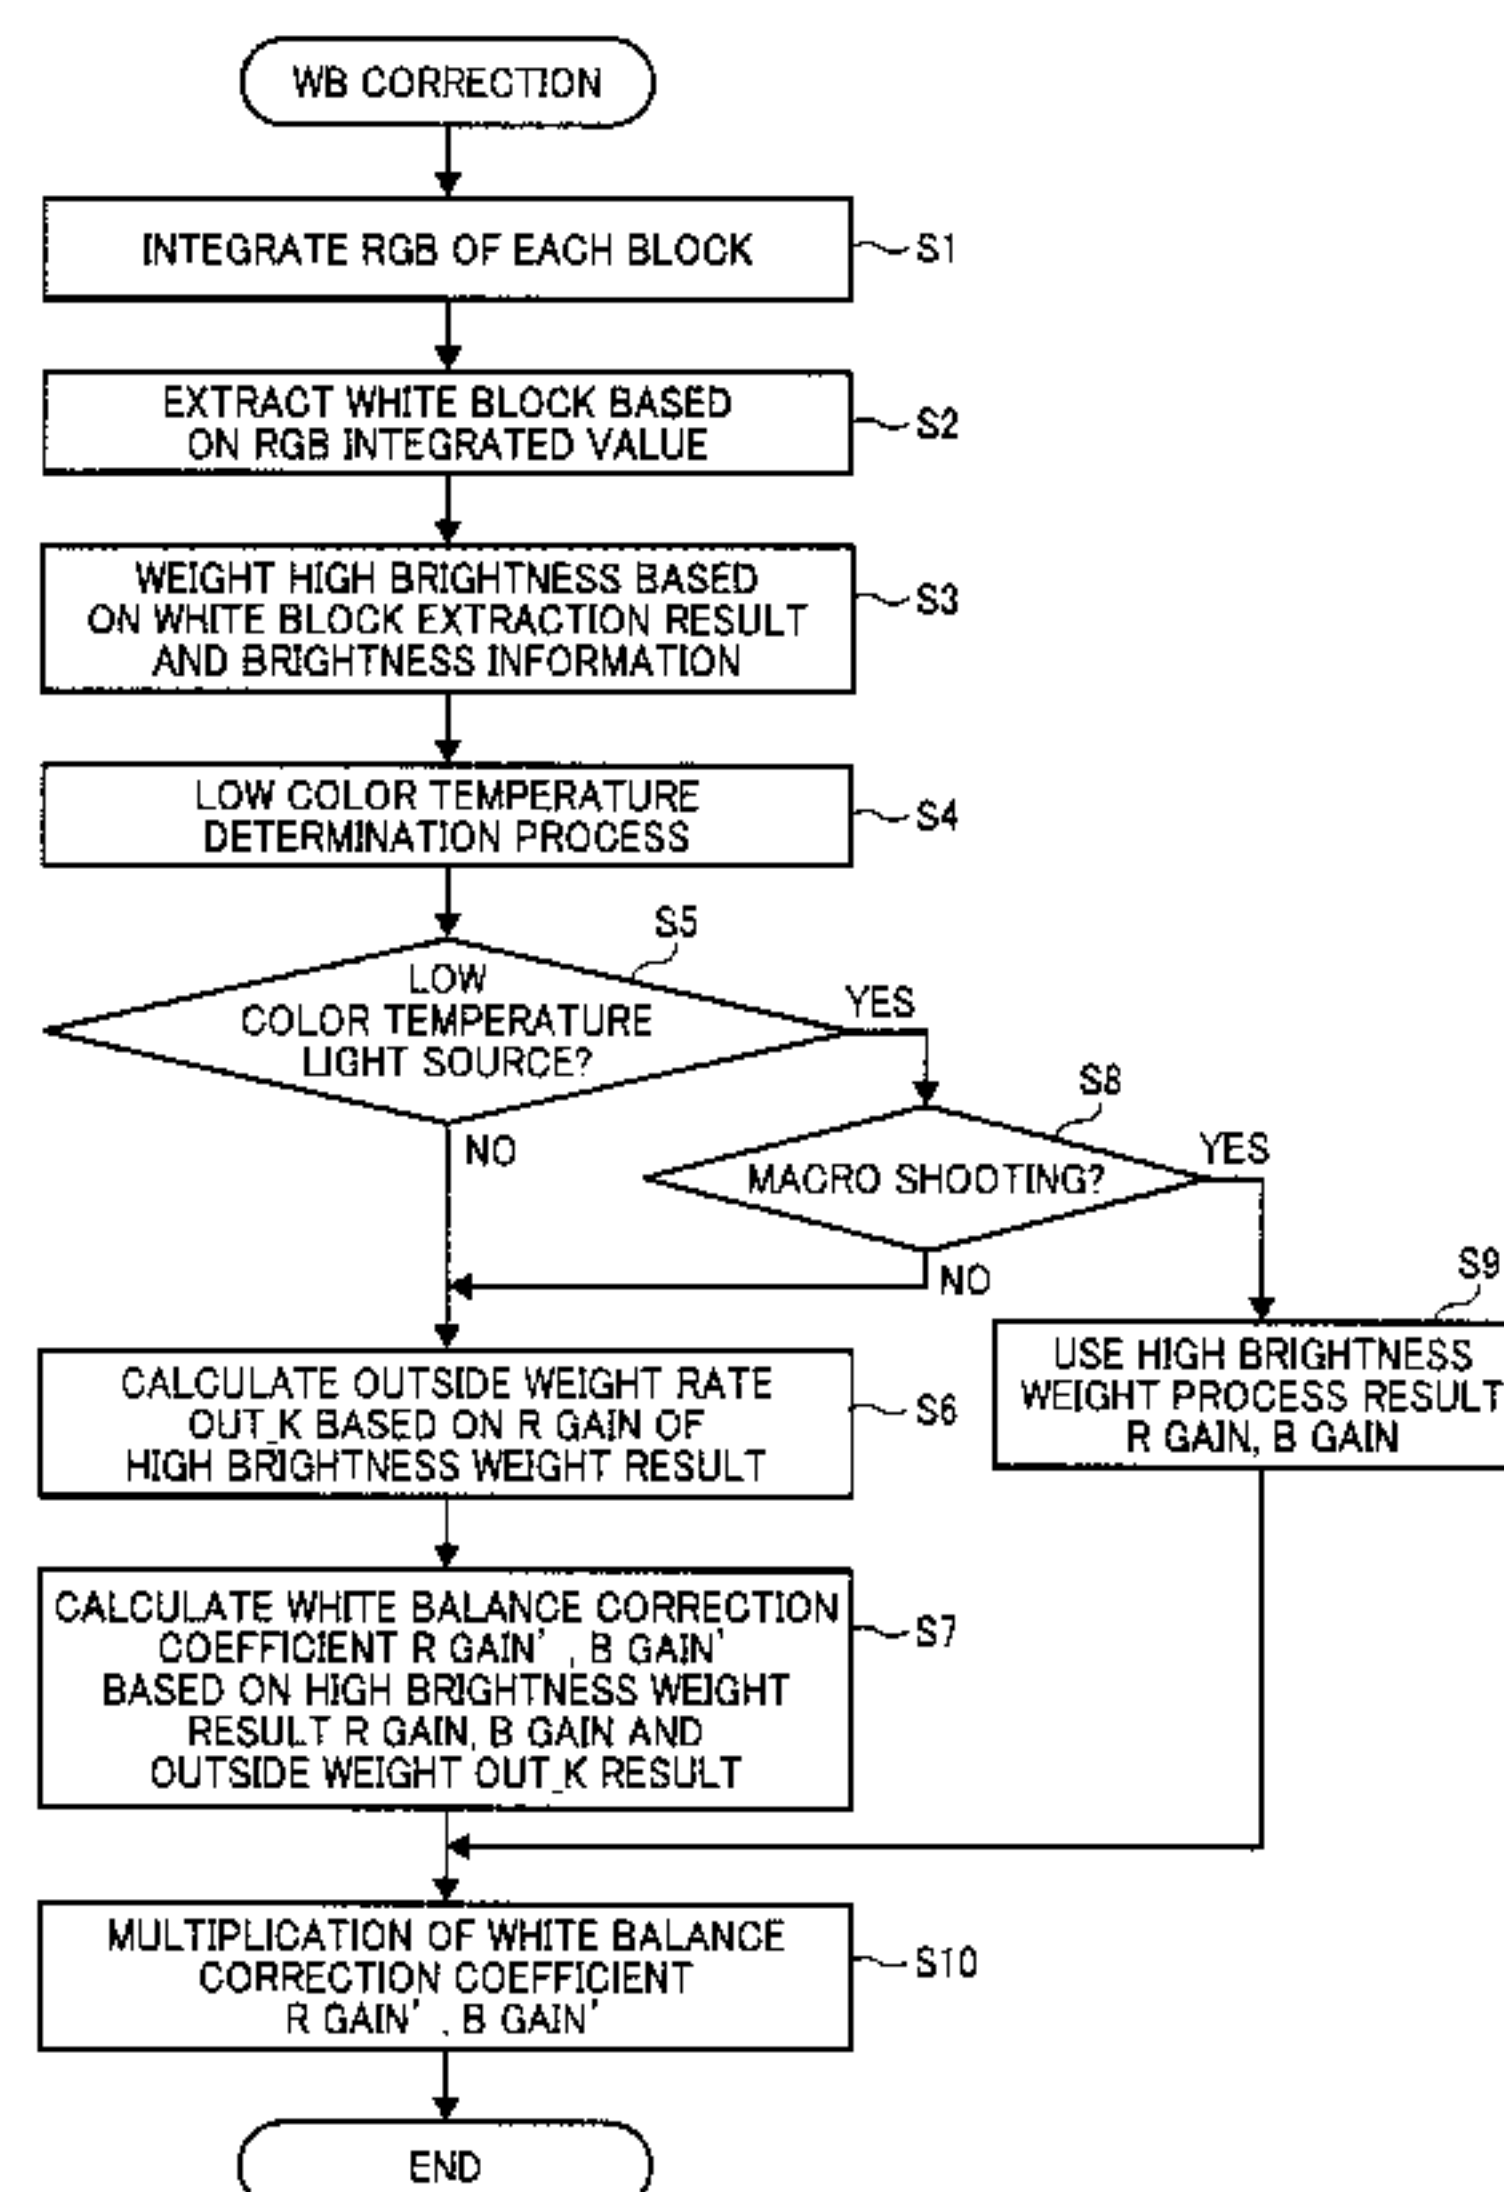 WB CORRECTION
INTEGRATE RGB OF EACH BLOCK
S1
EXTRACT WHITE BLOCK BASED
ON RGB INTEGRATED VALUE
S2
WEIGHT HIGH BRIGHTNESS BASED
ON WHITE BLOCK EXTRACTION RESULT
AND BRIGHTNESS INFORMATION
S3
LOW COLOR TEMPERATURE
DETERMINATION PROCESS
S4
S5
LOW
COLOR TEMPERATURE
LIGHT SOURCE?
YES
NO
S8
MACRO SHOOTING?
YES
NO
S9
USE HIGH BRIGHTNESS
WEIGHT PROCESS RESULT
R GAIN, B GAIN
CALCULATE OUTSIDE WEIGHT RATE
OUT_K BASED ON R GAIN OF
HIGH BRIGHTNESS WEIGHT RESULT
S6
CALCULATE WHITE BALANCE CORRECTION
COEFFICIENT R GAIN' , B GAIN'
BASED ON HIGH BRIGHTNESS WEIGHT
RESULT R GAIN, B GAIN AND
OUTSIDE WEIGHT OUT_K RESULT
S7
MULTIPLICATION OF WHITE BALANCE
CORRECTION COEFFICIENT
R GAIN' , B GAIN'
S10
END